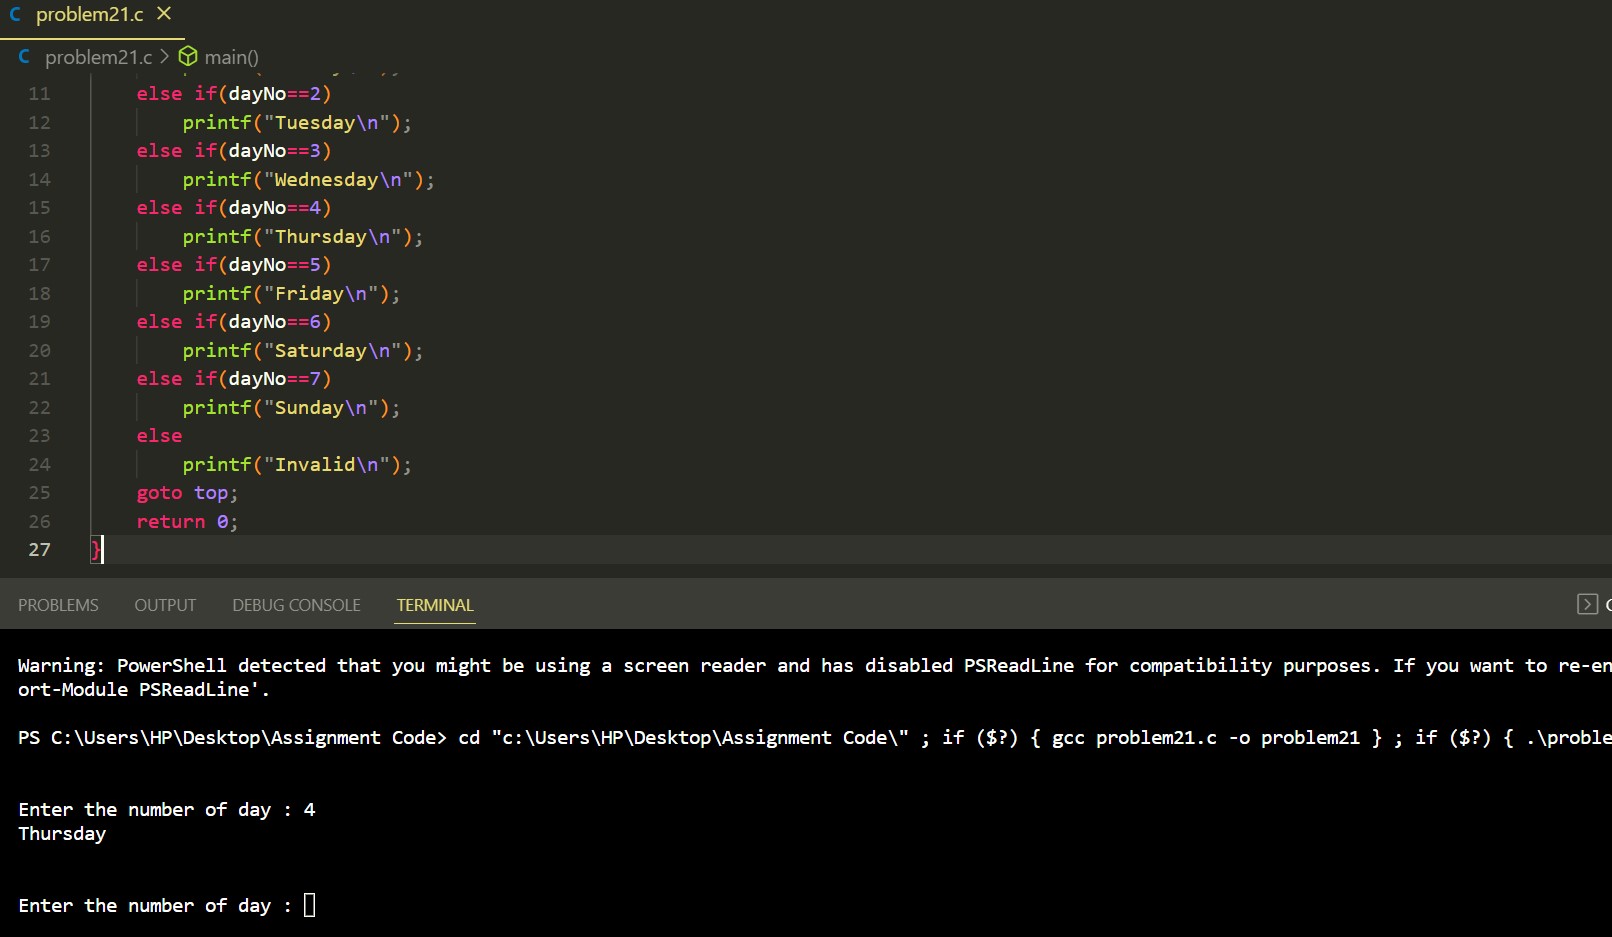 problem21.c
problem21.c > main()
11 else if(dayNo==2)
12 printf("Tuesday\n");
13 else if(dayNo==3)
14 printf("Wednesday\n");
15 else if(dayNo==4)
16 printf("Thursday\n");
17 else if(dayNo==5)
18 printf("Friday\n");
19 else if(dayNo==6)
20 printf("Saturday\n");
21 else if(dayNo==7)
22 printf("Sunday\n");
23 else
24 printf("Invalid\n");
25 goto top;
26 return 0;
27 }
PROBLEMS OUTPUT DEBUG CONSOLE TERMINAL
Warning: PowerShell detected that you might be using a screen reader and has disabled PSReadLine for compatibility purposes. If you want to re-en
ort-Module PSReadLine'.
PS C:\Users\HP\Desktop\Assignment Code> cd "c:\Users\HP\Desktop\Assignment Code\" ; if ($?) { gcc problem21.c -o problem21 } ; if ($?) { .\proble
Enter the number of day : 4
Thursday
Enter the number of day :